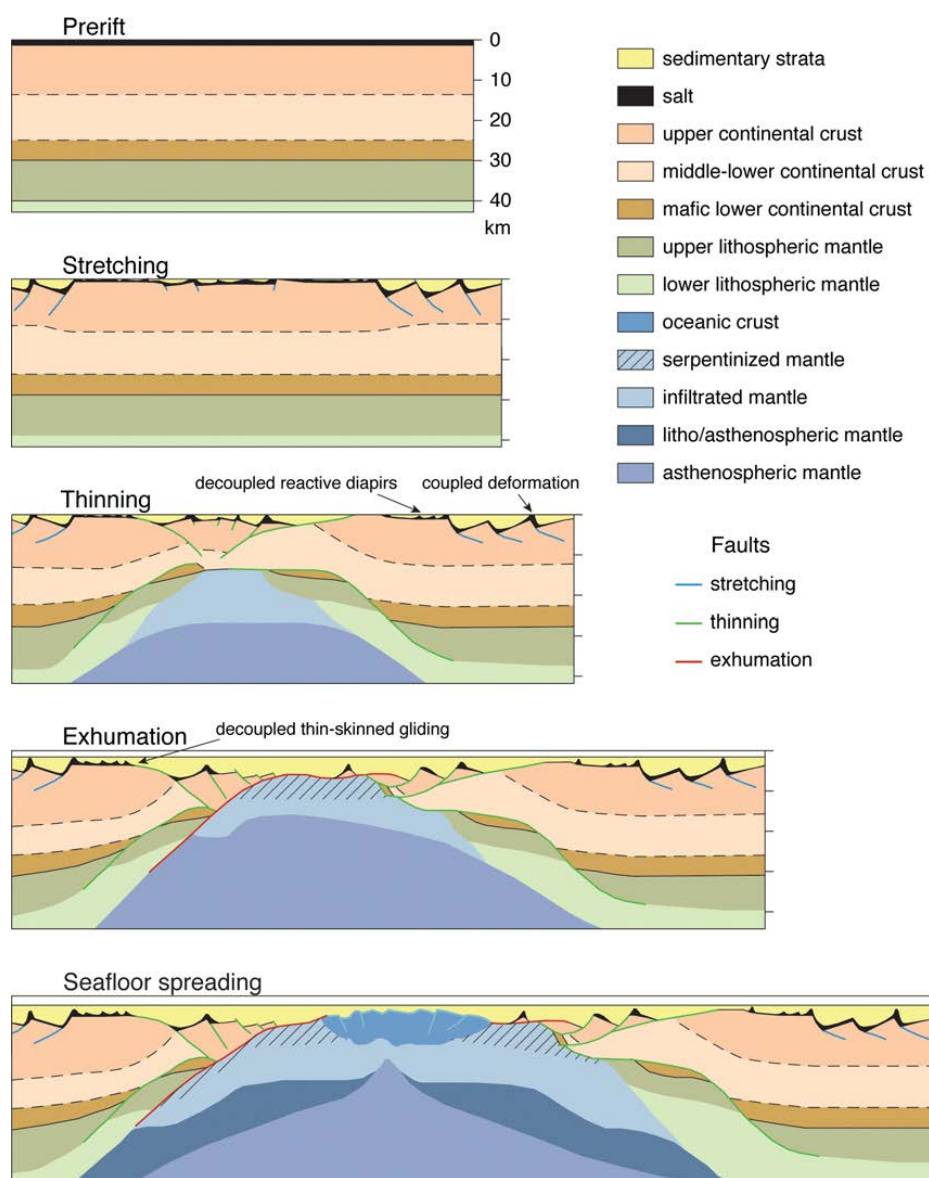 Prerift
0
10
20
30
40
km
sedimentary strata
salt
upper continental crust
middle-lower continental crust
mafic lower continental crust
upper lithospheric mantle
lower lithospheric mantle
oceanic crust
serpentinized mantle
infiltrated mantle
litho/asthenospheric mantle
asthenospheric mantle
Stretching
Thinning
decoupled reactive diapirs
coupled deformation
Faults
stretching
thinning
exhumation
Exhumation
decoupled thin-skinned gliding
Seafloor spreading